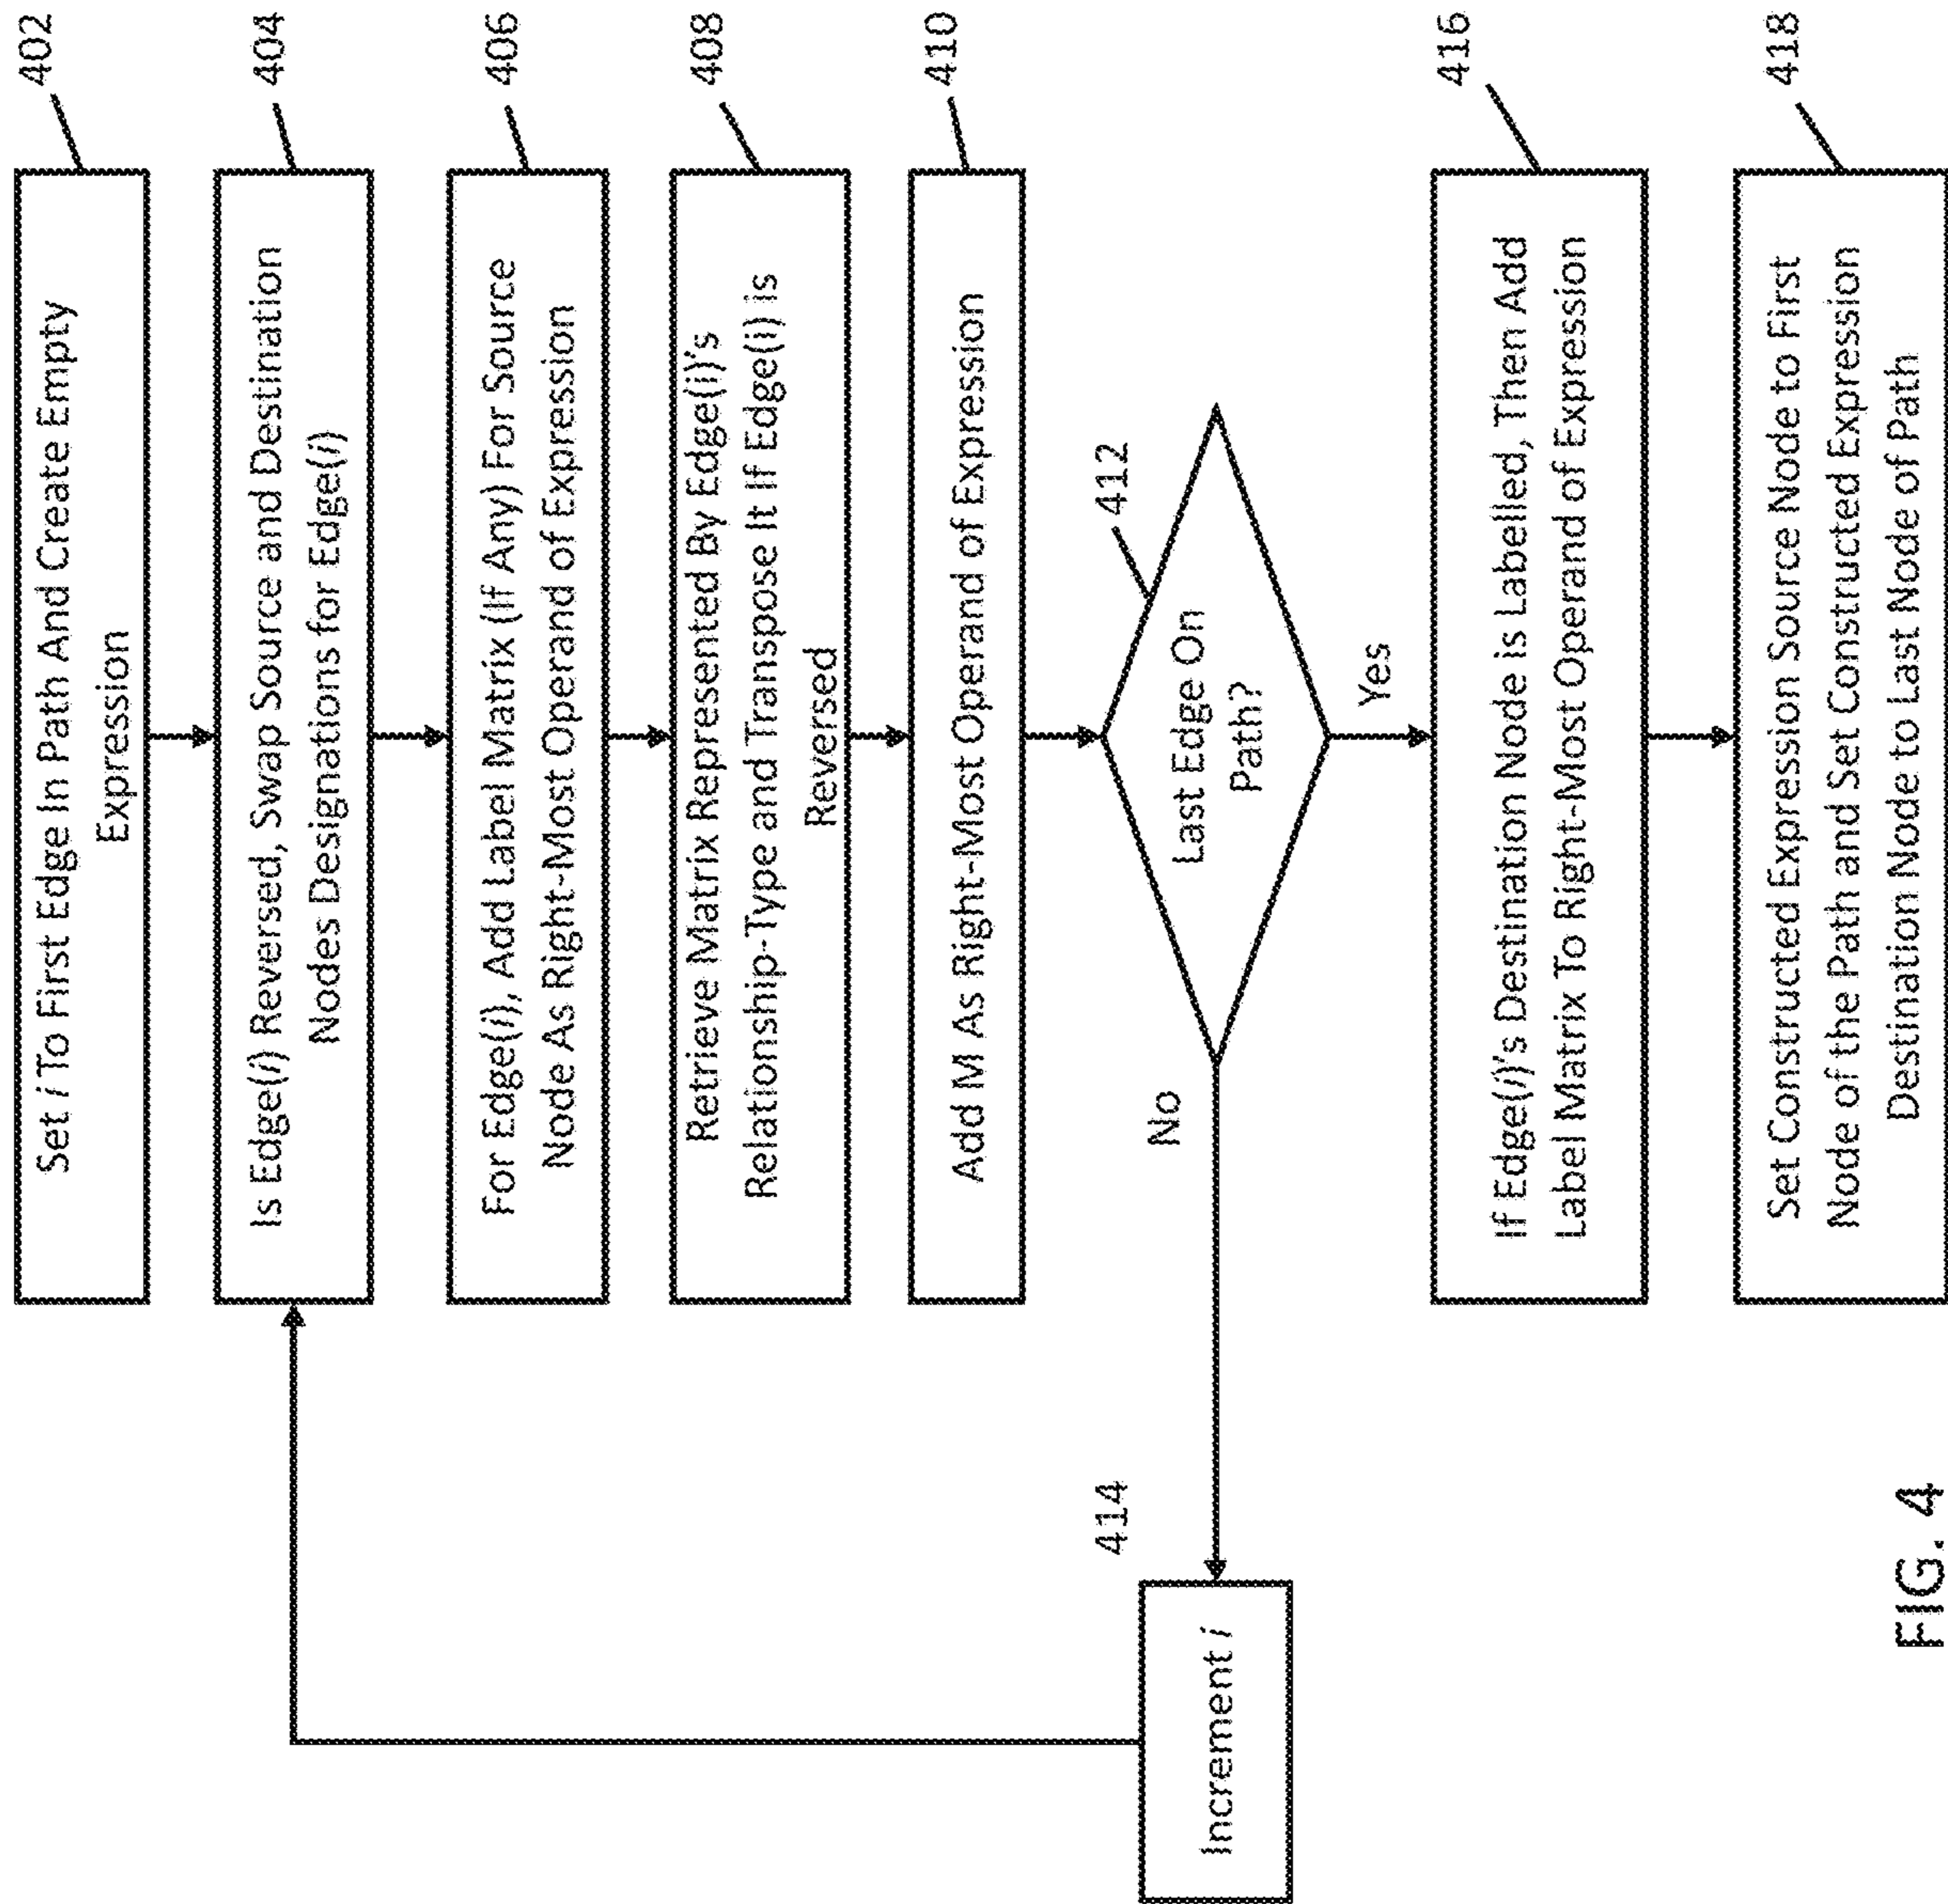 402
Set i To First Edge In Path And Create Empty
Expression
404
Is Edge(i) Reversed, Swap Source and Destination
Nodes Designations for Edge(i)
406
For Edge(i), Add Label Matrix (If Any) For Source
Node As Right-Most Operand of Expression
408
Retrieve Matrix Represented By Edge(i)'s
Relationship-Type and Transpose It If Edge(i) is
Reversed
410
Add M As Right-Most Operand of Expression
412
Last Edge On
Path?
No
Yes
414
Increment i
416
If Edge(i)'s Destination Node is Labelled, Then Add
Label Matrix To Right-Most Operand of Expression
418
Set Constructed Expression Source Node to First
Node of the Path and Set Constructed Expression
Destination Node to Last Node of Path
FIG. 4